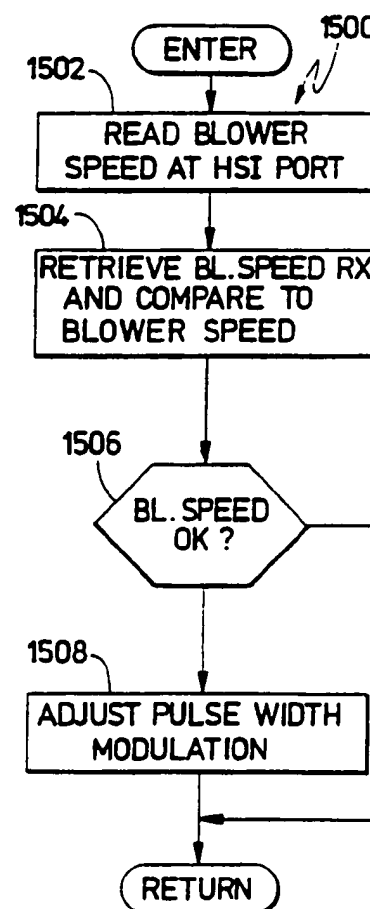 ENTER
1500
1502
READ BLOWER
SPEED AT HSI PORT
1504
RETRIEVE BL.SPEED RX
AND COMPARE TO
BLOWER SPEED
1506
BL. SPEED
OK ?
1508
ADJUST PULSE WIDTH
MODULATION
RETURN